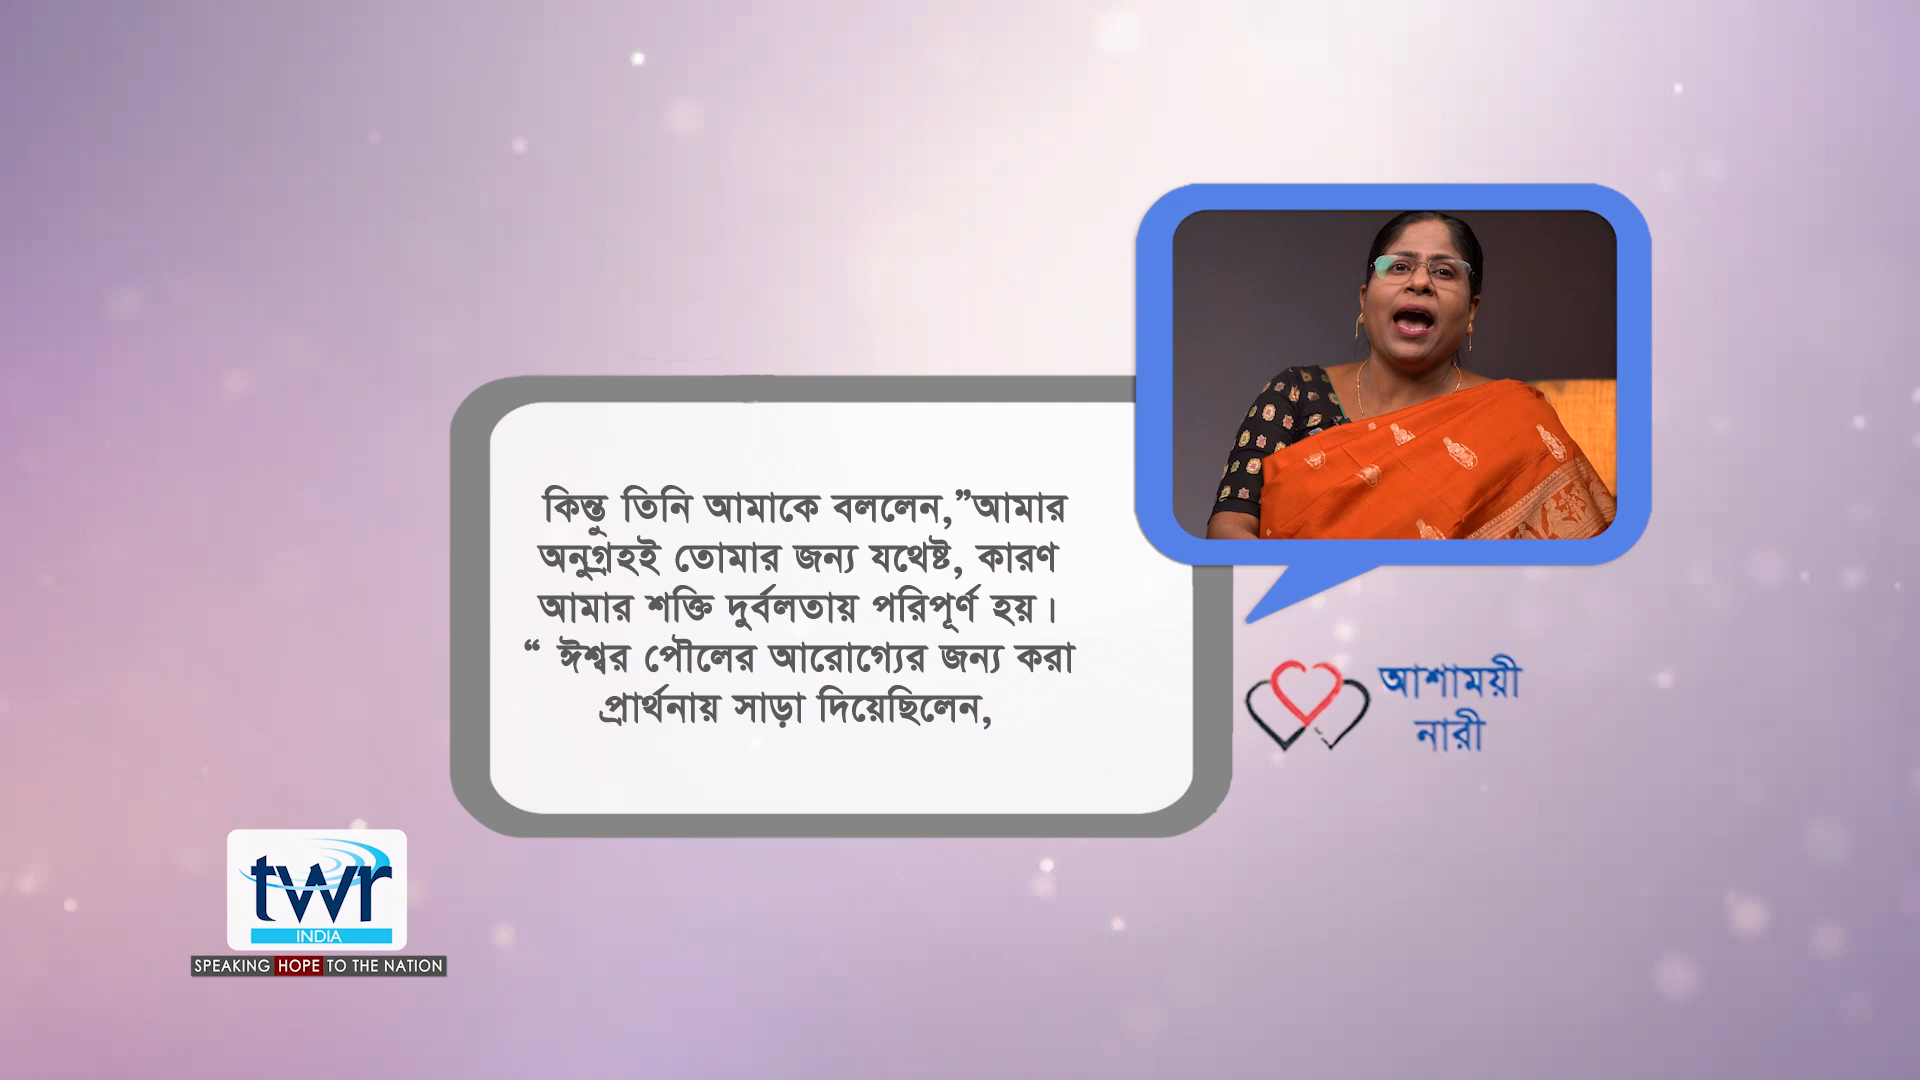 কিন্তু তিনি আমাকে বললেন,”আমার
অনুগ্রহই তোমার জন্য যথেষ্ট, কারণ
আমার শক্তি দুর্বলতায় পরিপূর্ণ হয়।
“ ঈশ্বর পৌলের আরোগ্যের জন্য করা
প্রার্থনায় সাড়া দিয়েছিলেন,
আশাময়ী
নারী
twr
INDIA
SPEAKING HOPE TO THE NATION